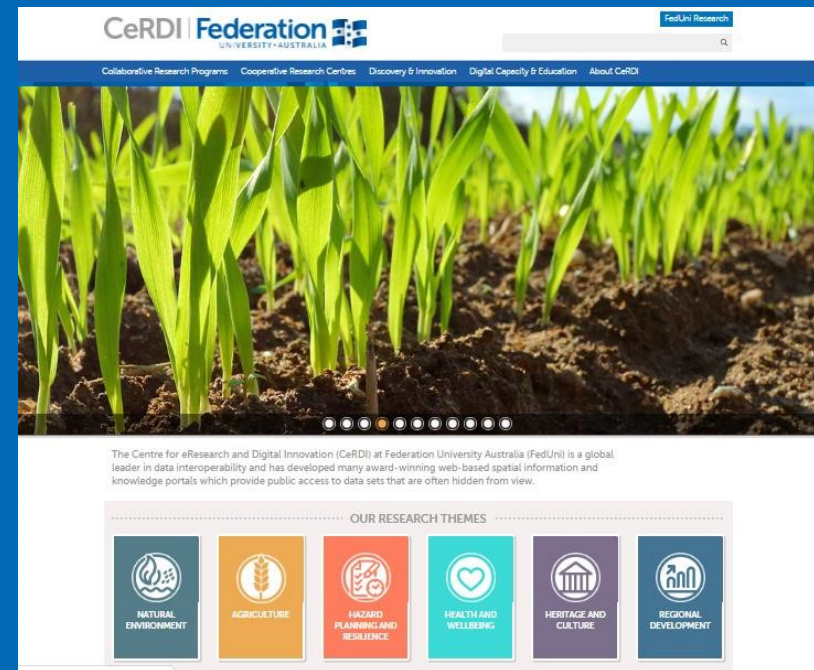 CeRDI Federation
UNIVERSITY • AUSTRALIA
FedUni Research
Collaborative Research Programs Cooperative Research Centres Discovery & Innovation Digital Capacity & Education About CeRDI
The Centre for eResearch and Digital Innovation (CeRDI) at Federation University Australia (FedUni) is a global
leader in data interoperability and has developed many award-winning web-based spatial information and
knowledge portals which provide public access to data sets that are often hidden from view.
OUR RESEARCH THEMES
NATURAL
ENVIRONMENT
AGRICULTURE
HAZARD
PLANNING AND
RESILIENCE
HEALTH AND
WELLBEING
HERITAGE AND
CULTURE
REGIONAL
DEVELOPMENT